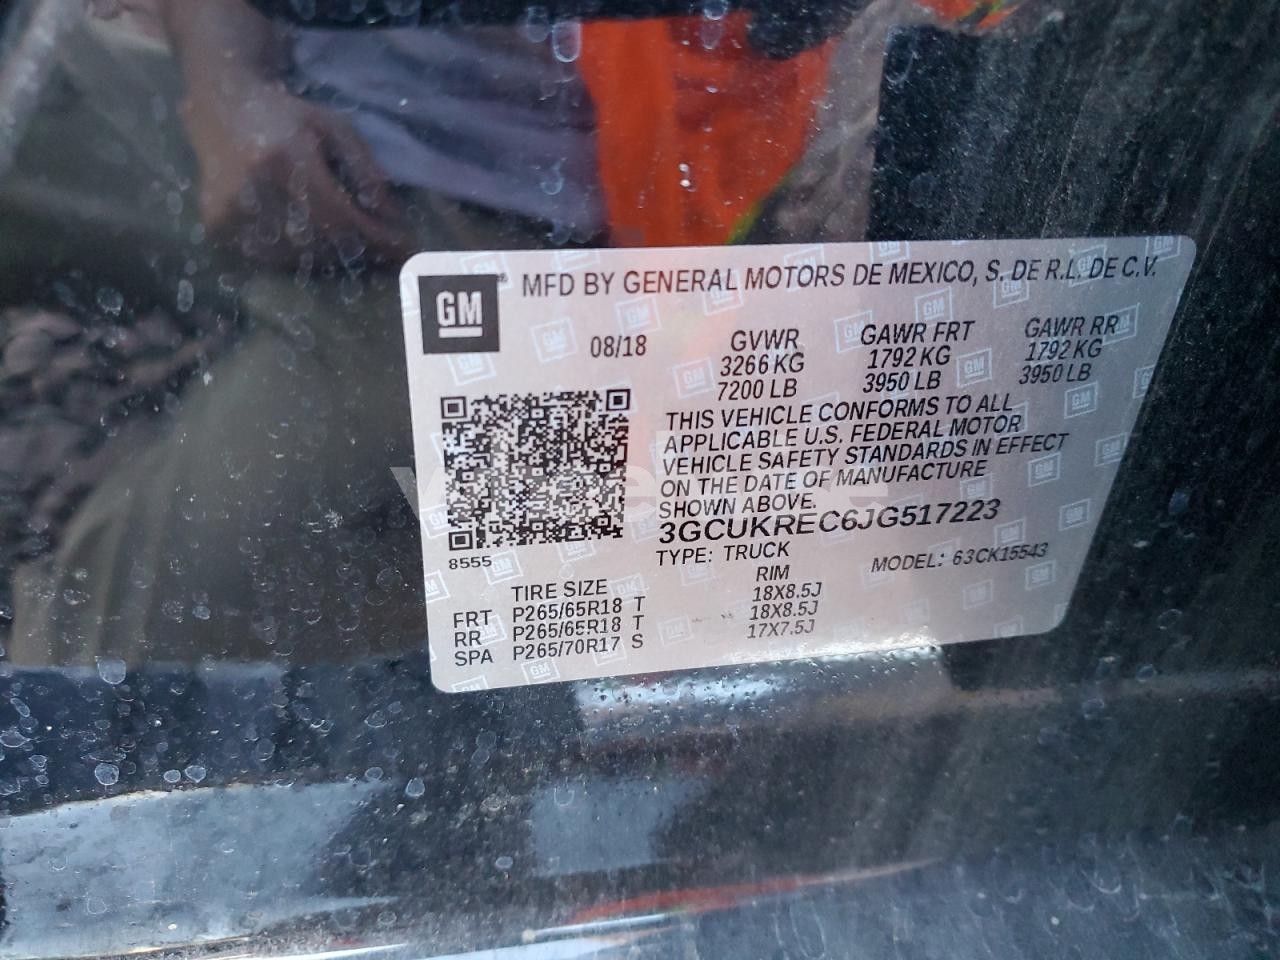 GM
MFD BY GENERAL MOTORS DE MEXICO, S. DE R.L. DE C.V.
08/18 GVWR GAWR FRT GAWR RR
3266 KG 1792 KG 1792 KG
7200 LB 3950 LB 3950 LB
THIS VEHICLE CONFORMS TO ALL
APPLICABLE U.S. FEDERAL MOTOR
VEHICLE SAFETY STANDARDS IN EFFECT
ON THE DATE OF MANUFACTURE
SHOWN ABOVE.
3GCUKREC6JG517223
8555 TYPE: TRUCK MODEL: 63CK15543
TIRE SIZE RIM
FRT P265/65R18 T 18X8.5J
RR P265/65R18 T 18X8.5J
SPA P265/70R17 S 17X7.5J